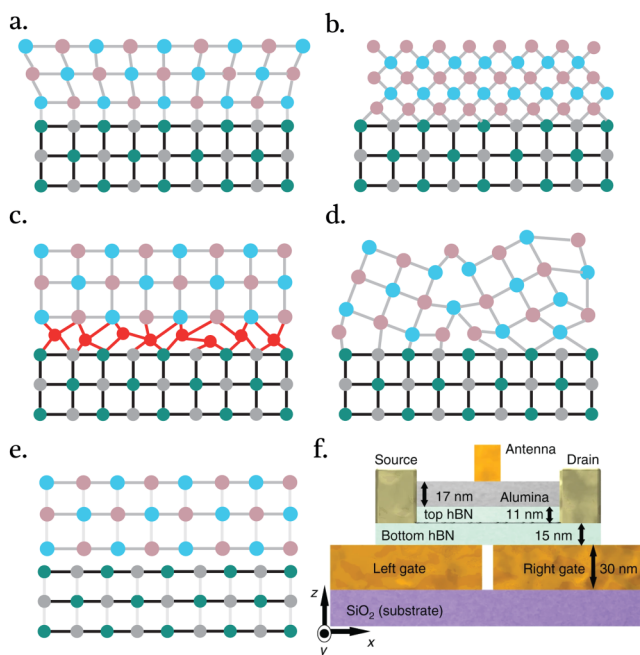 a.
b.
c.
d.
e.
f.
Antenna
Source
Drain
17 nm
Alumina
top hBN
11 nm
Bottom hBN
15 nm
Left gate
Right gate
30 nm
SiO₂ (substrate)
z
y
x